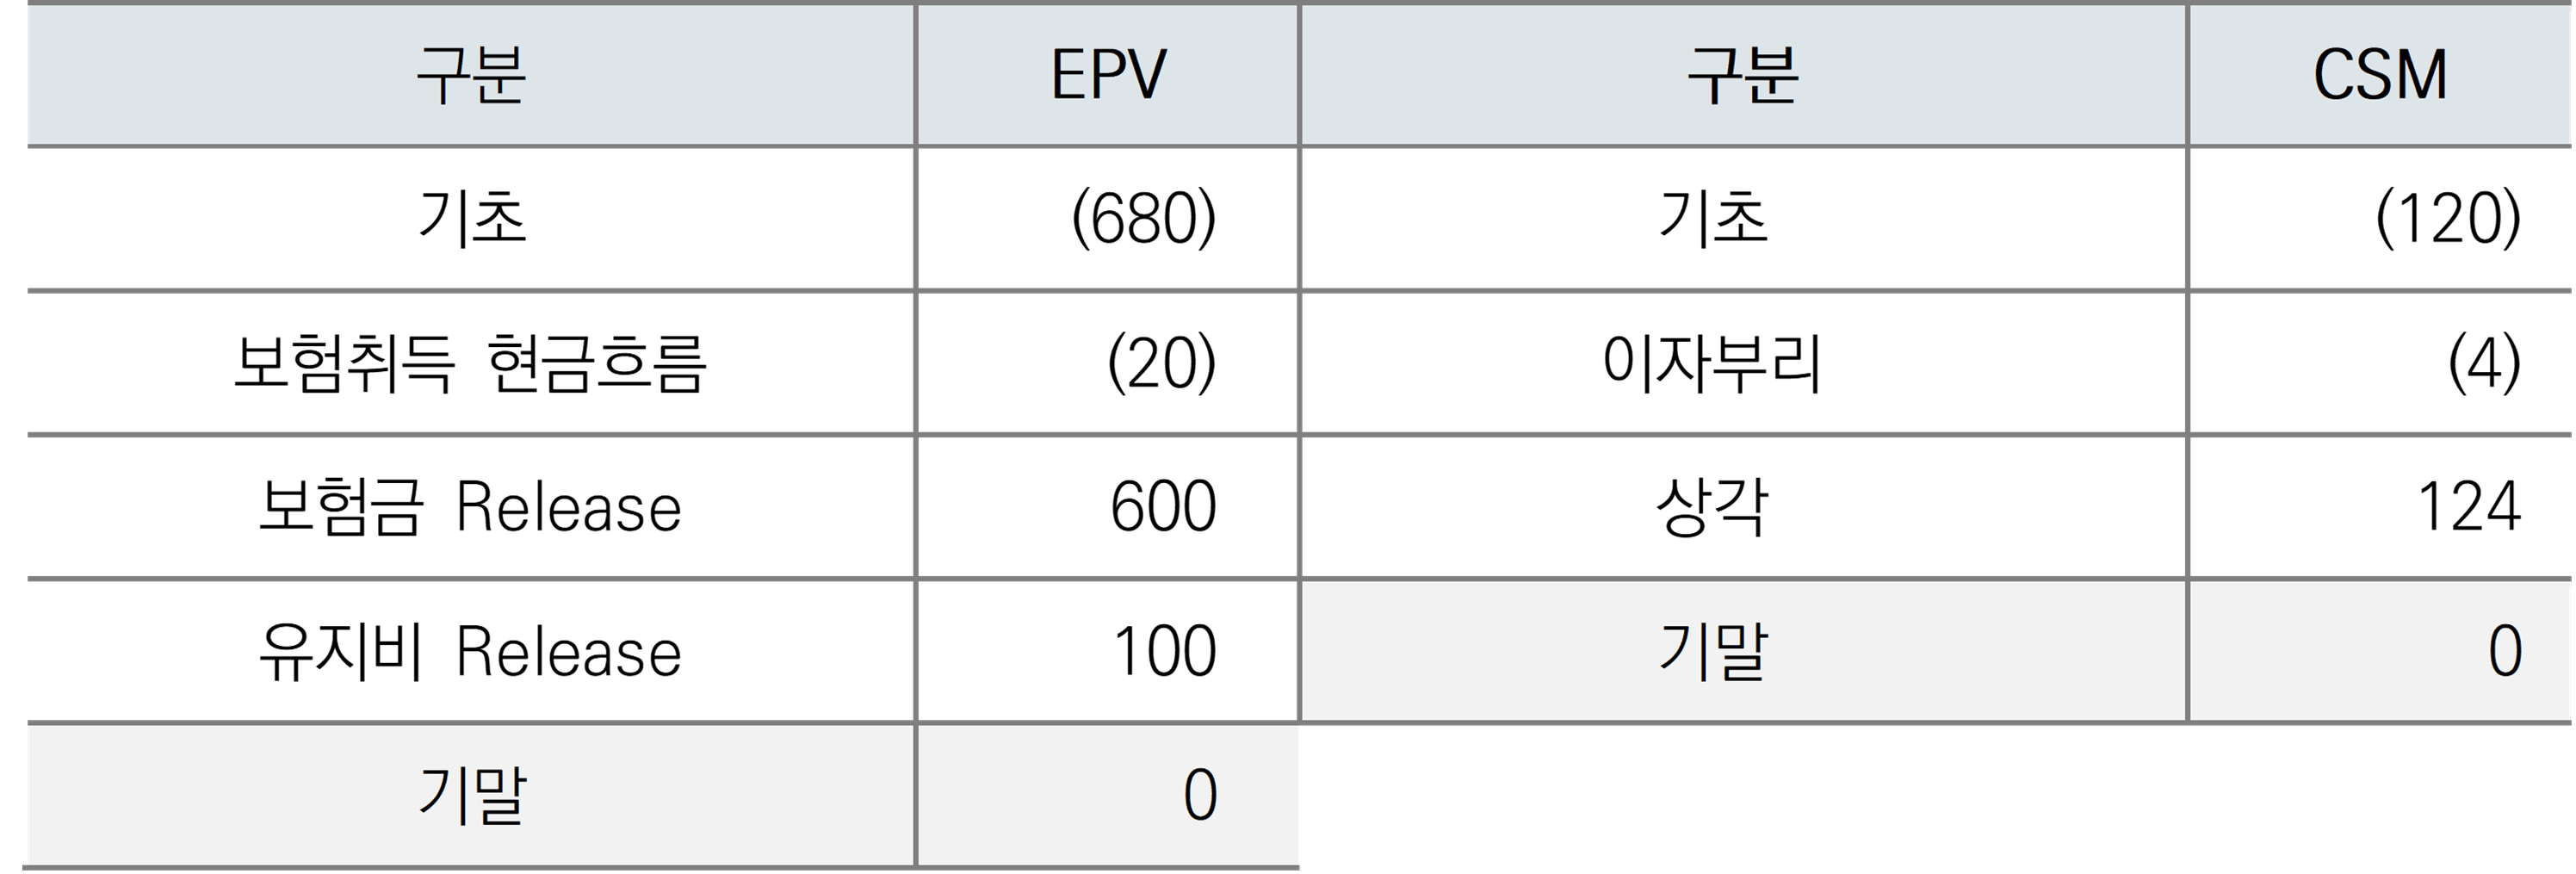 구분 EPV 구분 CSM
기초 (680) 기초 (120)
보험취득 현금흐름 (20) 이자부리 (4)
보험금 Release 600 상각 124
유지비 Release 100 기말 0
기말 0